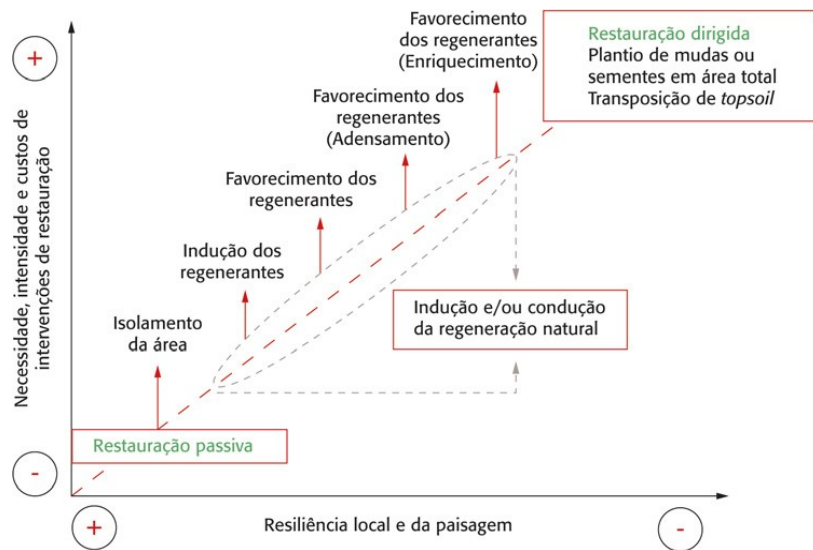 Favorecimento
dos regenerantes
(Enriquecimento)
Restauração dirigida
Plantio de mudas ou
sementes em área total
Transposição de topsoil
Favorecimento dos
regenerantes
(Adensamento)
Favorecimento dos
regenerantes
Indução dos
regenerantes
Isolamento
da área
Indução e/ou condução
da regeneração natural
Restauração passiva
Necessidade, intensidade e custos de
intervenções de restauração
+
-
+
Resiliência local e da paisagem
-